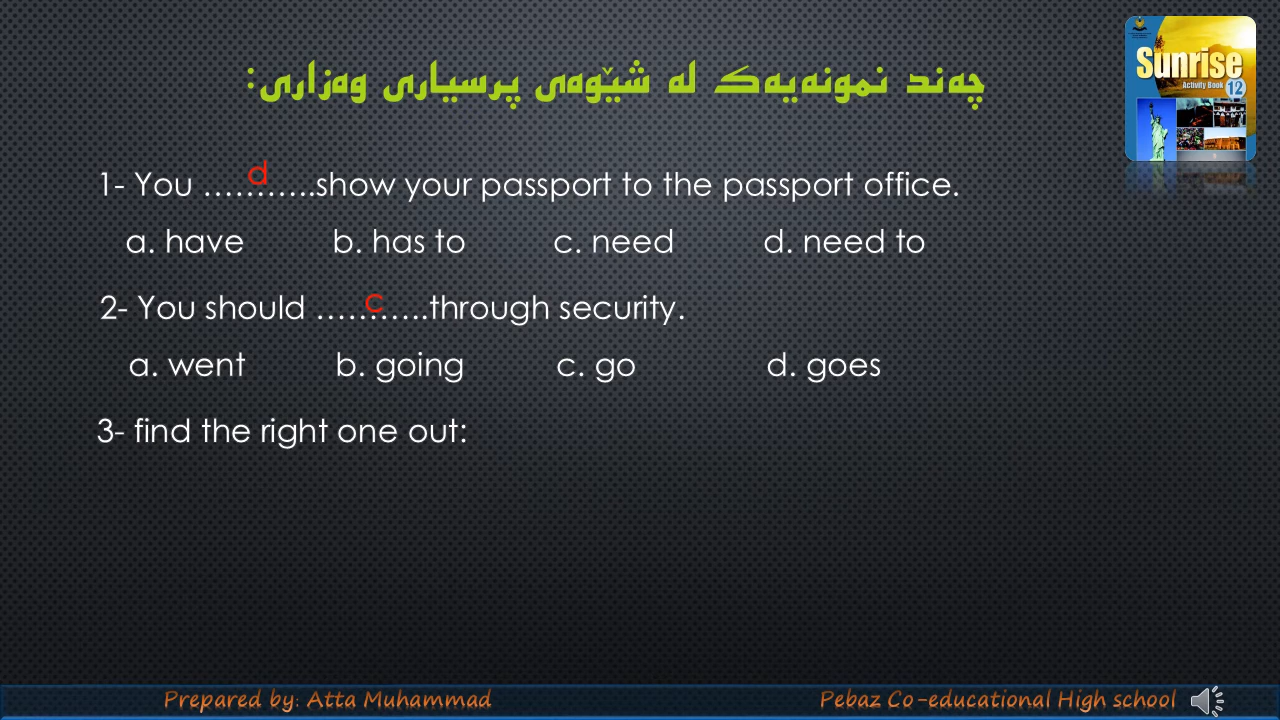 چەند نمونەیەک لە شێوەی پرسیاری وەزاری:
Sunrise
Activity Book 12
1- You ...........show your passport to the passport office.
d
a. have b. has to c. need d. need to
2- You should ...........through security.
c
a. went b. going c. go d. goes
3- find the right one out:
Prepared by: Atta Muhammad Pebaz Co-educational High school